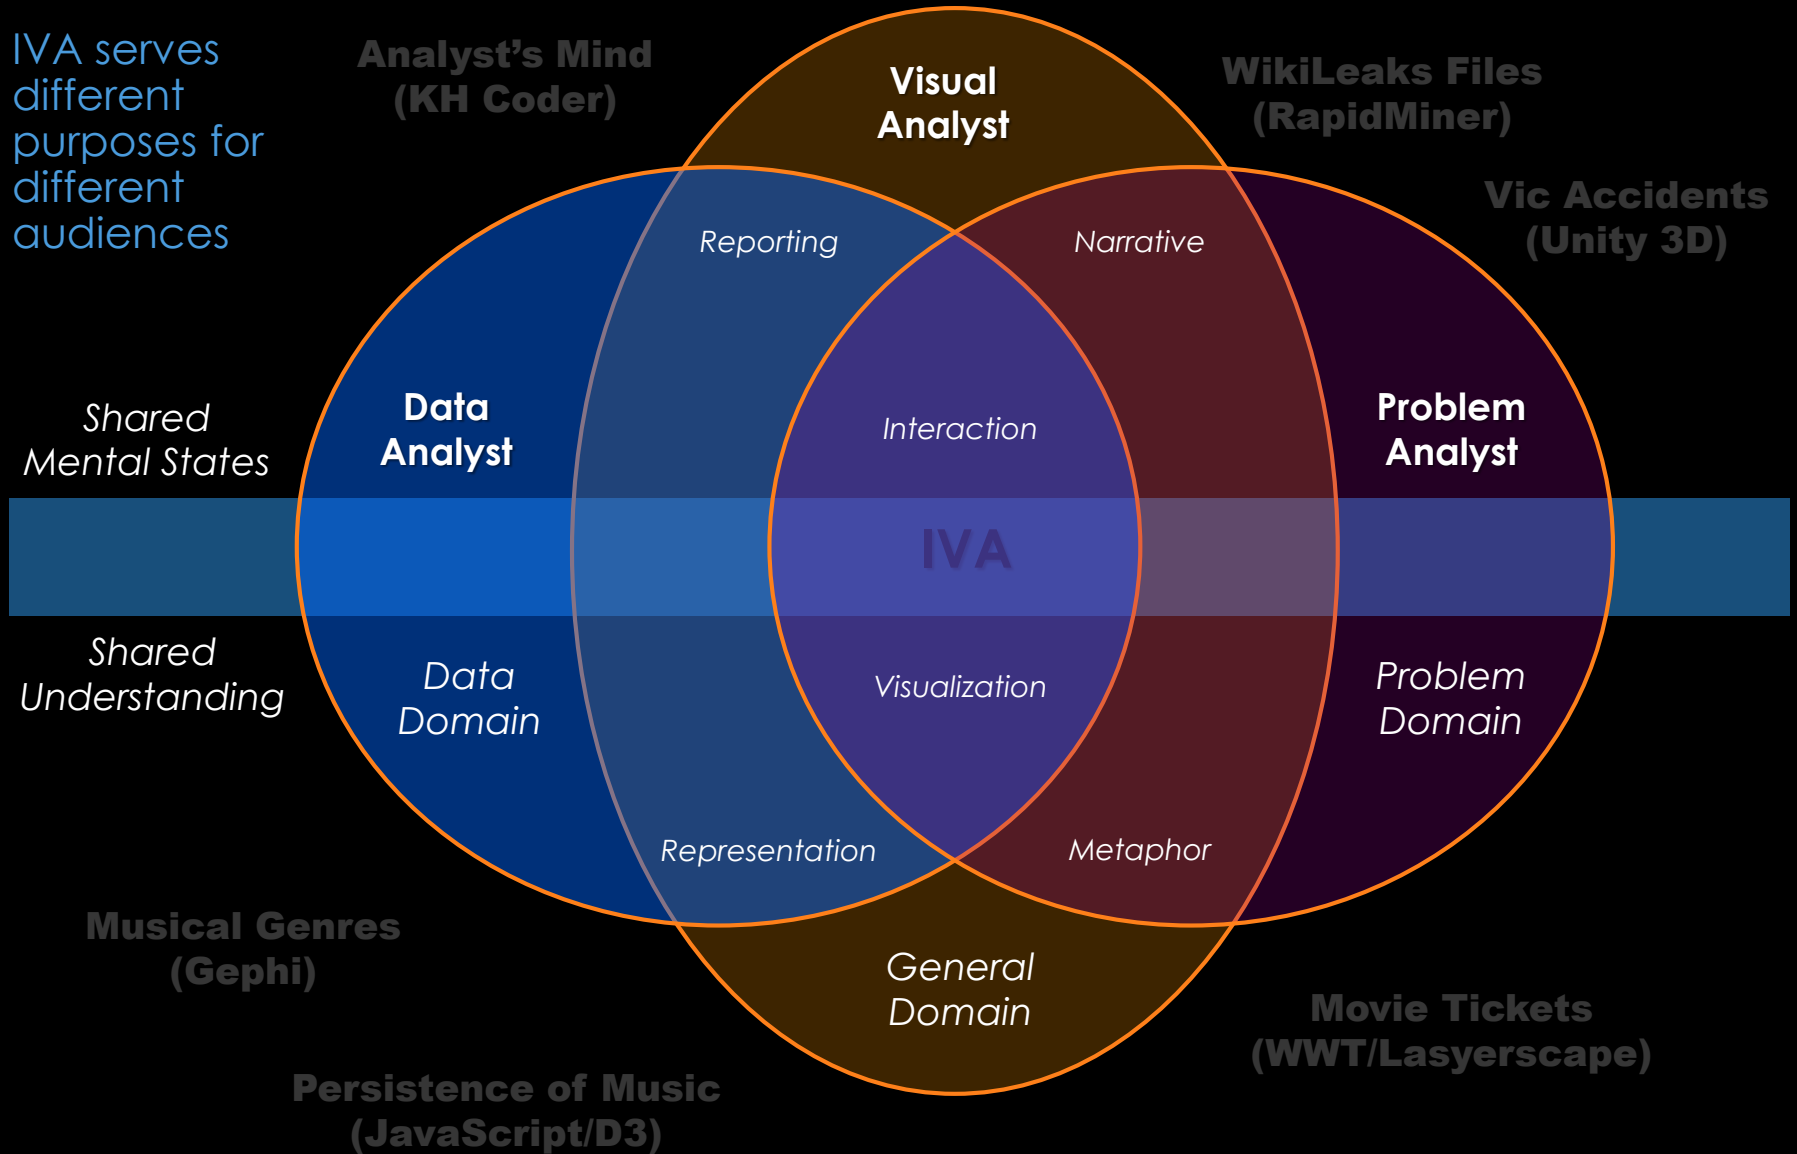 IVA serves
different
purposes for
different
audiences
Analyst’s Mind
(KH Coder)
Visual
Analyst
WikiLeaks Files
(RapidMiner)
Vic Accidents
(Unity 3D)
Reporting
Narrative
Shared
Mental States
Data
Analyst
Interaction
Problem
Analyst
IVA
Shared
Understanding
Data
Domain
Visualization
Problem
Domain
Representation
Metaphor
Musical Genres
(Gephi)
General
Domain
Movie Tickets
(WWT/Lasyerscape)
Persistence of Music
(JavaScript/D3)